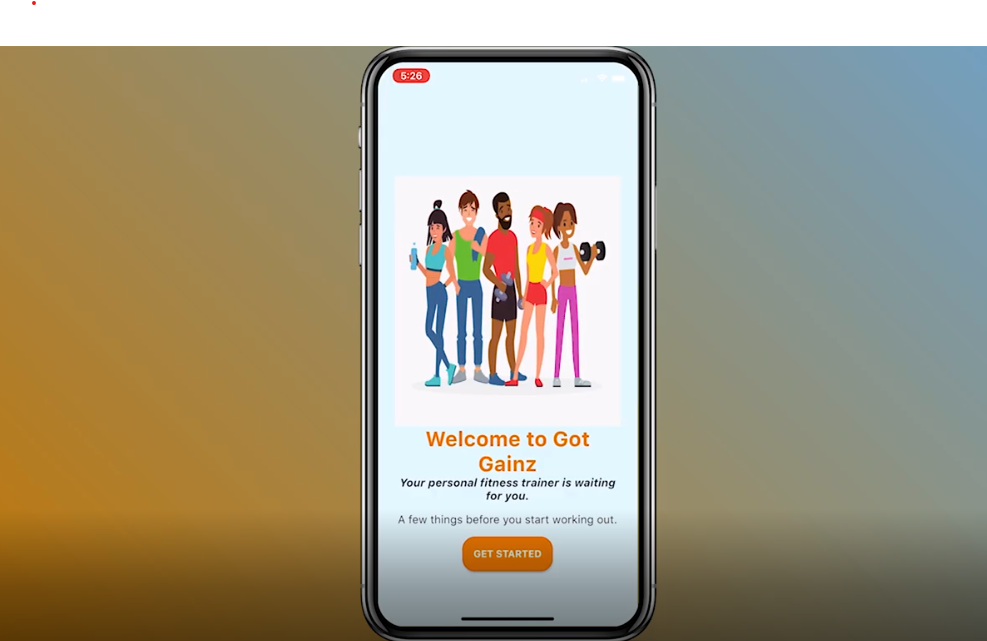 5:26
Welcome to Got
Gainz
Your personal fitness trainer is waiting
for you.
A few things before you start working out.
GET STARTED